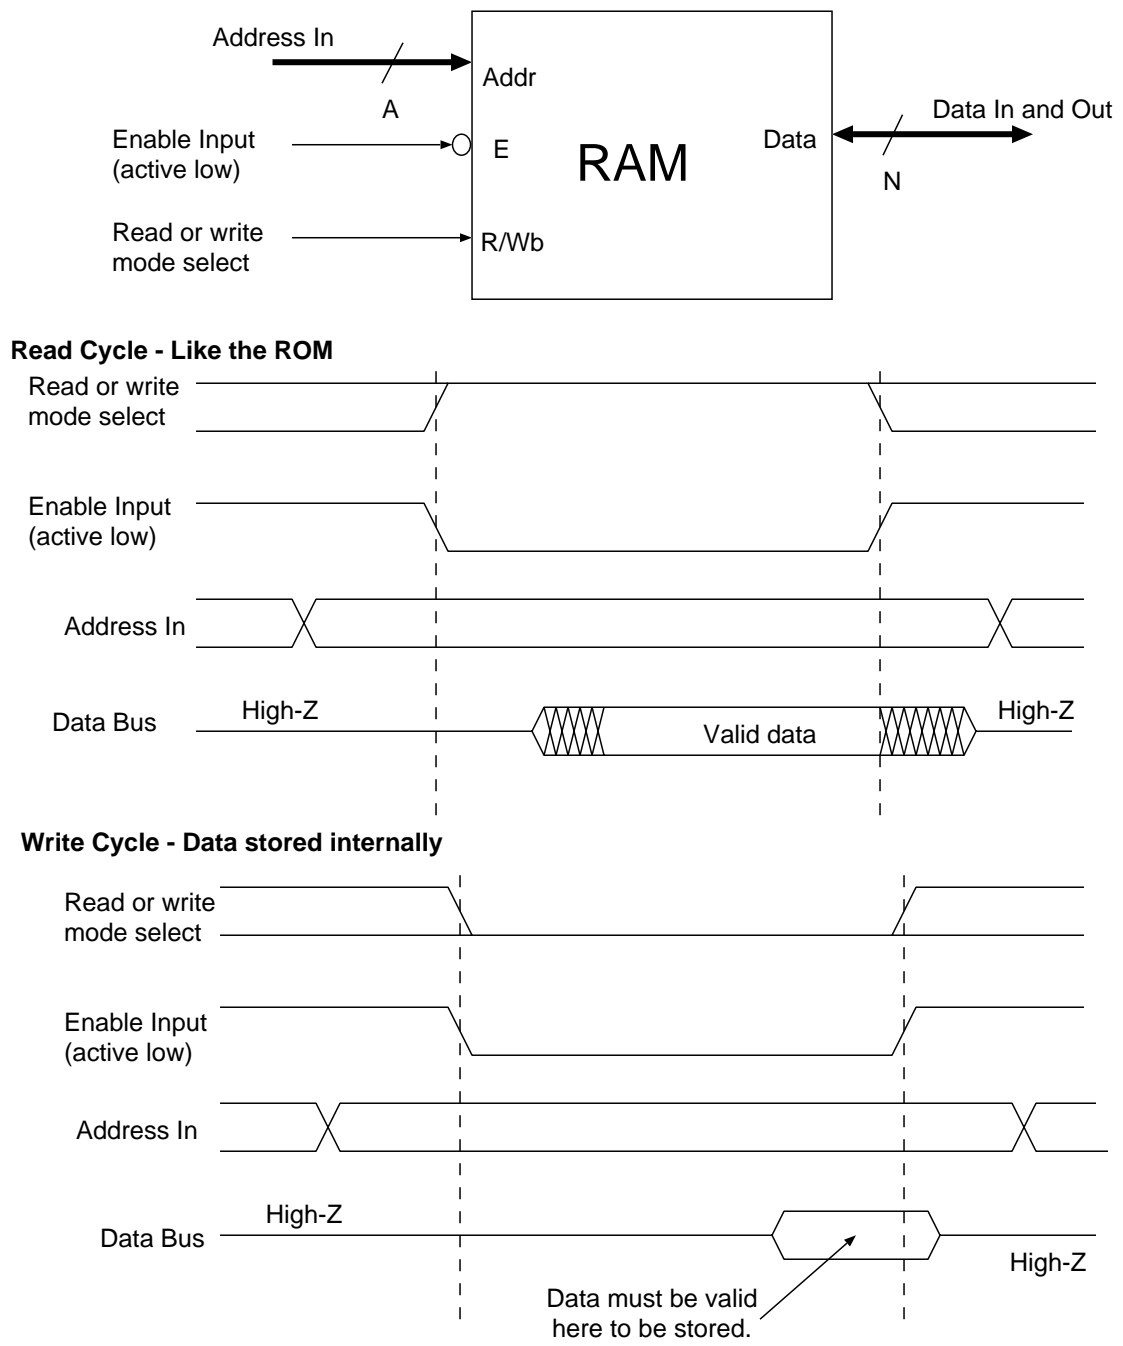 Address In
Addr
A
Data In and Out
Enable Input
(active low)
E
RAM
Data
N
Read or write
mode select
R/Wb
Read Cycle - Like the ROM
Read or write
mode select
Enable Input
(active low)
Address In
Data Bus
High-Z
Valid data
High-Z
Write Cycle - Data stored internally
Read or write
mode select
Enable Input
(active low)
Address In
High-Z
Data Bus
High-Z
Data must be valid
here to be stored.